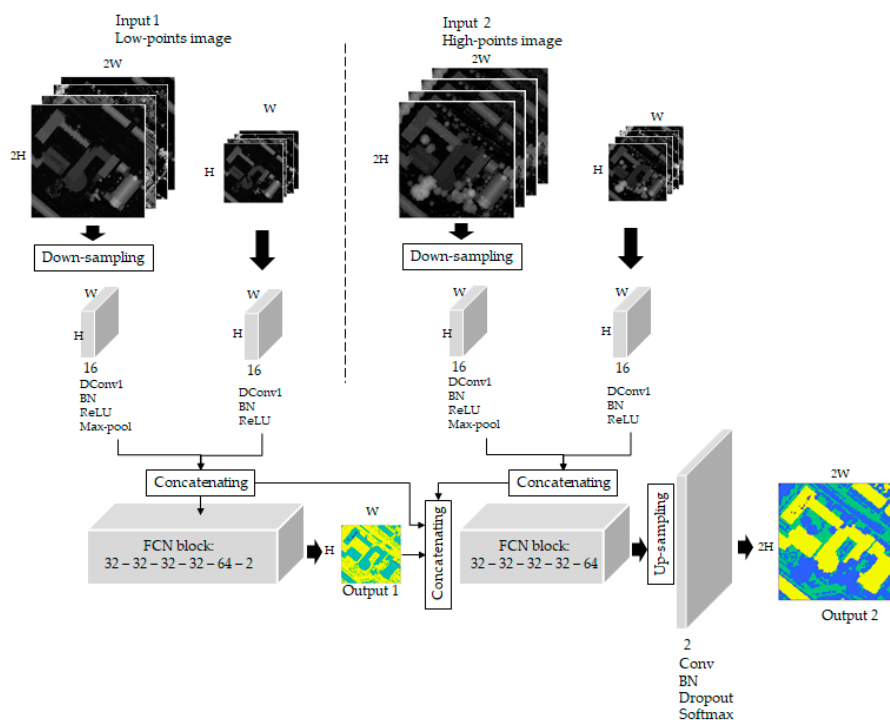 Input 1
Low-points image
Input 2
High-points image
2W
2H
W
H
2W
2H
W
H
Down-sampling
Down-sampling
W
H
16
DConv1
BN
ReLU
Max-pool
W
H
16
DConv1
BN
ReLU
W
H
16
DConv1
BN
ReLU
Max-pool
W
H
16
DConv1
BN
ReLU
Concatenating
Concatenating
FCN block:
32 – 32 – 32 – 32 – 64 – 2
W
H
Output 1
Concatenating
FCN block:
32 – 32 – 32 – 32 – 64
Up-sampling
2
Conv
BN
Dropout
Softmax
2W
2H
Output 2